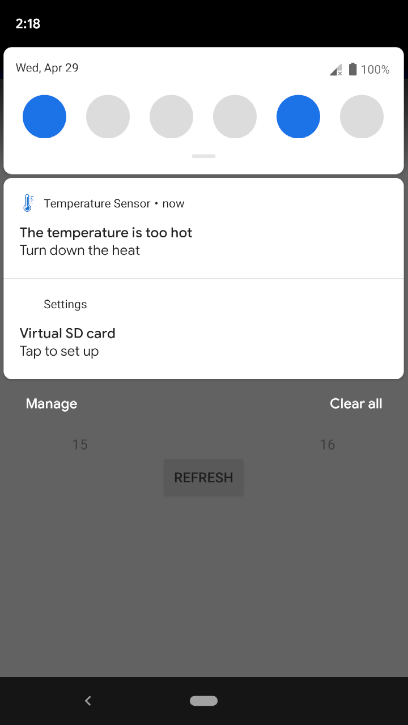 2:18
Wed, Apr 29
100%
Temperature Sensor • now
The temperature is too hot
Turn down the heat
Settings
Virtual SD card
Tap to set up
Manage
Clear all
15
16
REFRESH